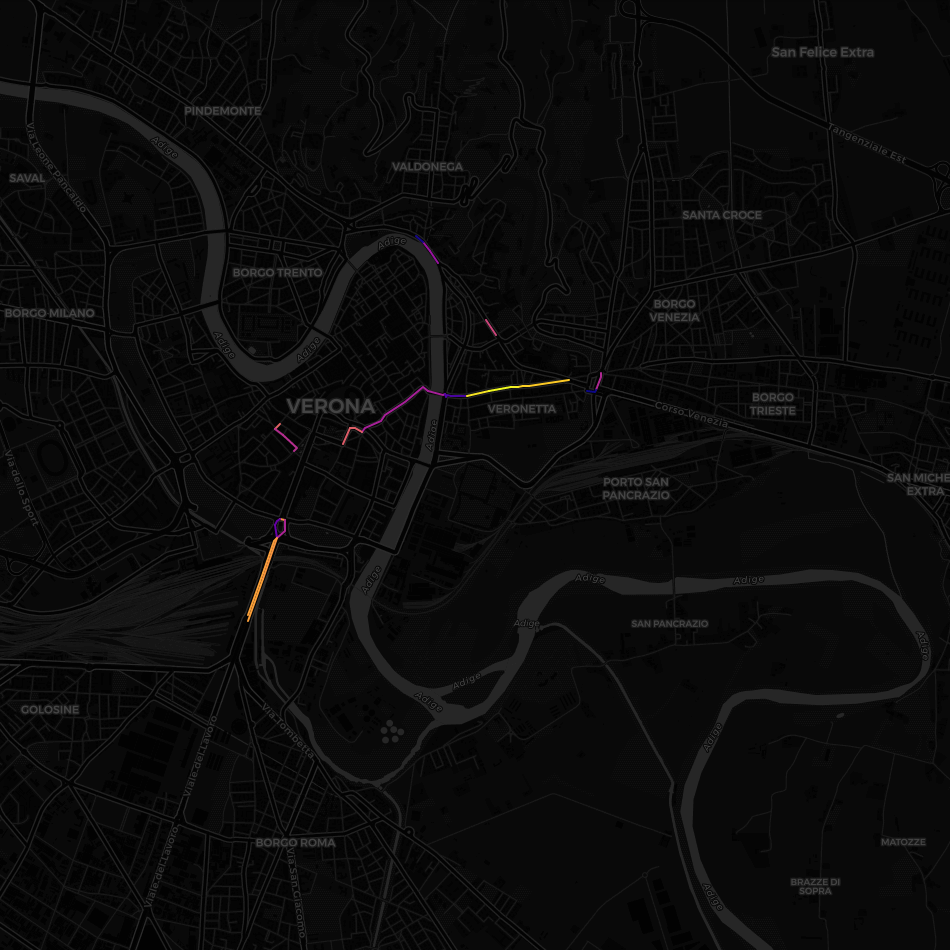 San Felice Extra
PINDEMONTE
Adige
Tangenziale Est
Via Leone Pancaldo
VALDONEGA
SAVAL
SANTA CROCE
Adige
BORGO TRENTO
BORGO
VENEZIA
BORGO MILANO
Adige
Adige
VERONA
VERONETTA
BORGO
TRIESTE
Corso Venezia
Adige
Via dello Sport
PORTO SAN
PANCRAZIO
SAN MICHE
EXTRA
Adige
Adige
Adige
Adige
SAN PANCRAZIO
Adige
Adige
Adige
GOLOSINE
Via Tombetta
Adige
Viale del Lavoro
BORGO ROMA
MATOZZE
Viale del Lavoro
Via San Giacomo
BRAZZE DI
SOPRA
Adige